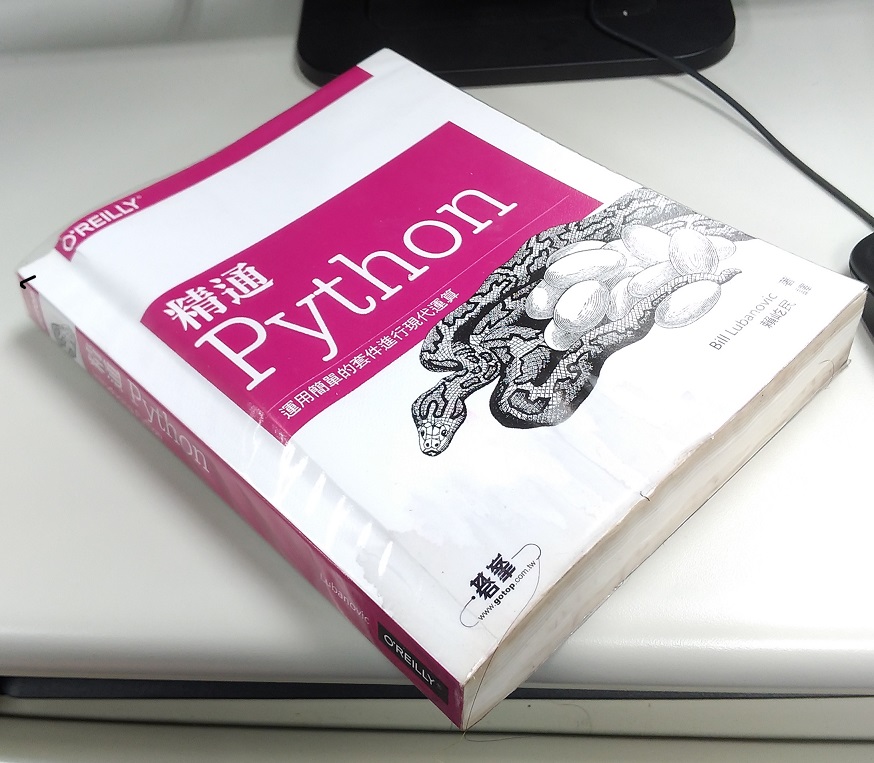 O'REILLY®
精通
Python
運用簡單的套件進行現代運算
Bill Lubanovic 著
賴屹民 譯
碁峯
www.gotop.com.tw
精通 Python
Lubanovic
O'REILLY